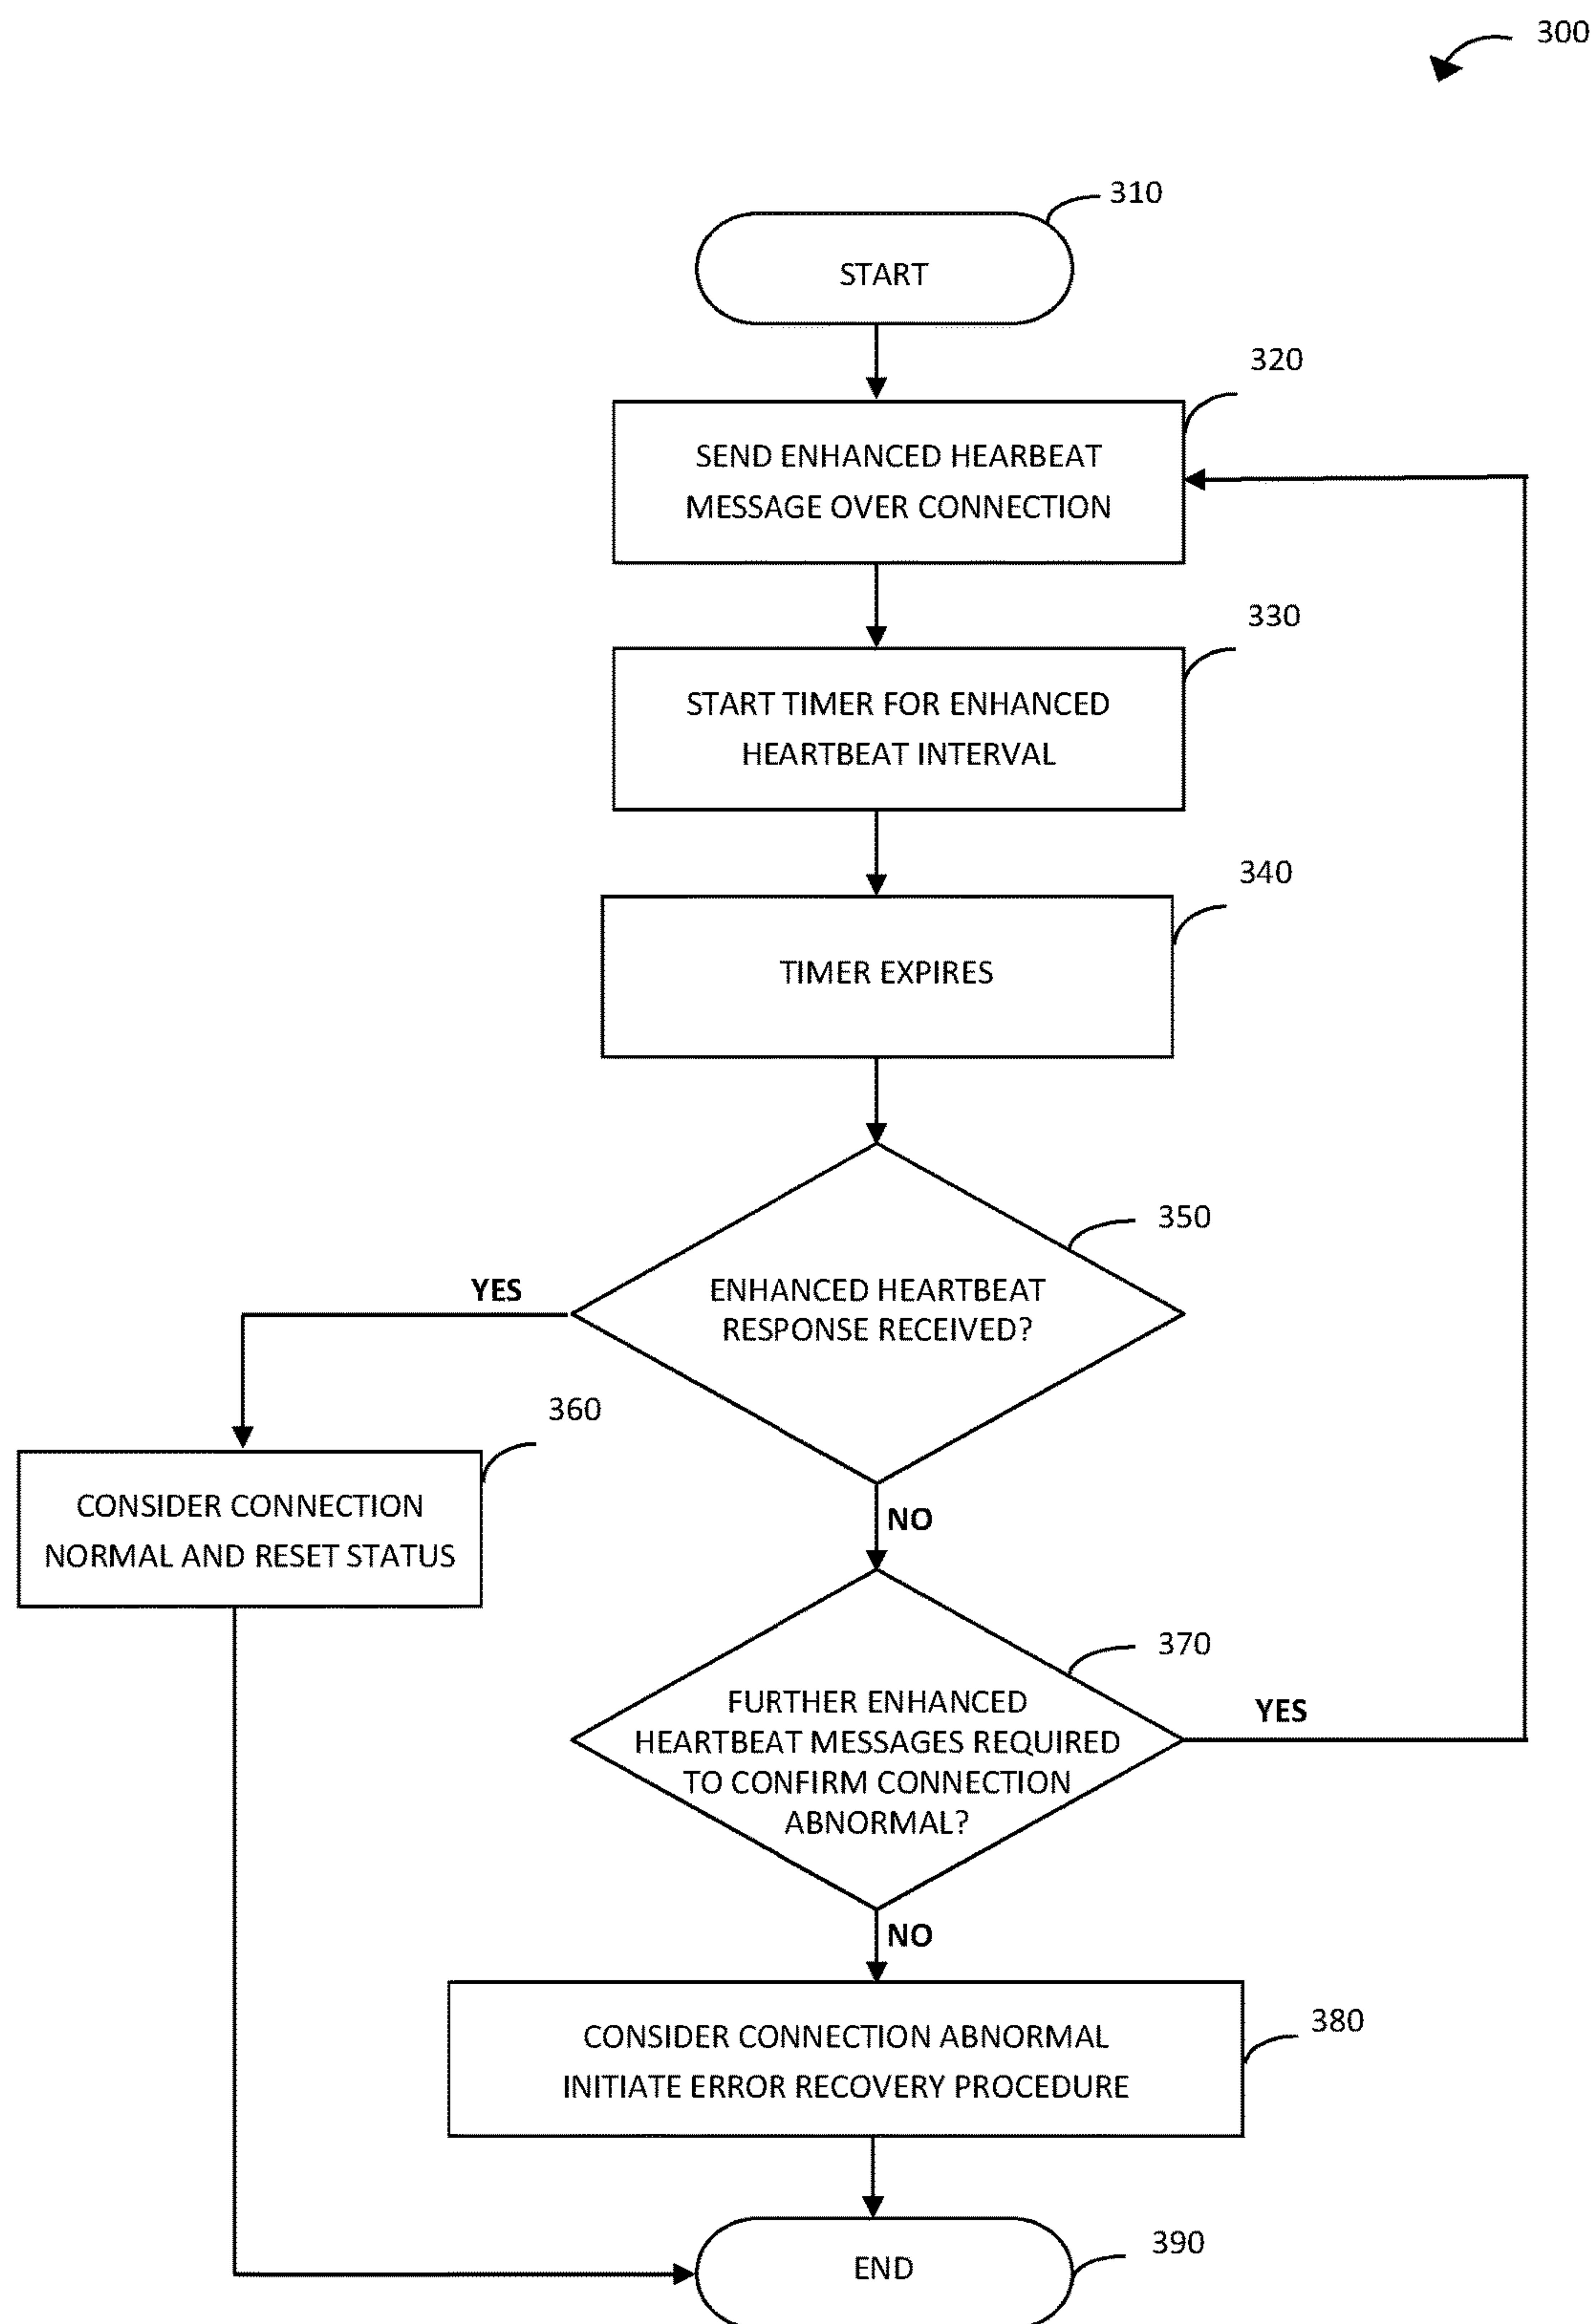 300
310
START
320
SEND ENHANCED HEARBEAT
MESSAGE OVER CONNECTION
330
START TIMER FOR ENHANCED
HEARTBEAT INTERVAL
340
TIMER EXPIRES
350
YES
ENHANCED HEARTBEAT
RESPONSE RECEIVED?
360
CONSIDER CONNECTION
NORMAL AND RESET STATUS
NO
370
FURTHER ENHANCED
HEARTBEAT MESSAGES REQUIRED
TO CONFIRM CONNECTION
ABNORMAL?
YES
NO
380
CONSIDER CONNECTION ABNORMAL
INITIATE ERROR RECOVERY PROCEDURE
390
END